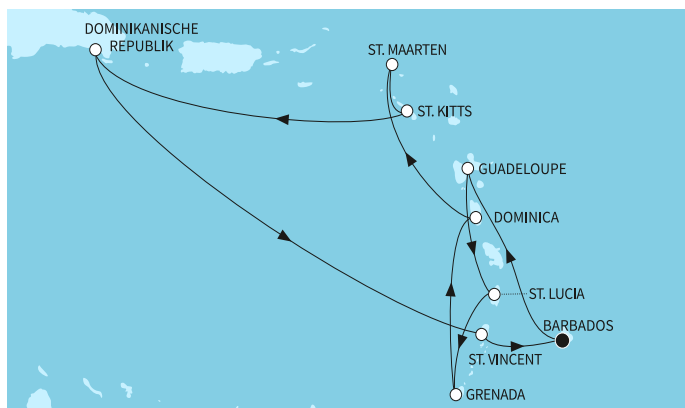 DOMINIKANISCHE
REPUBLIK
ST. MAARTEN
ST. KITTS
GUADELOUPE
DOMINICA
ST. LUCIA
BARBADOS
ST. VINCENT
GRENADA